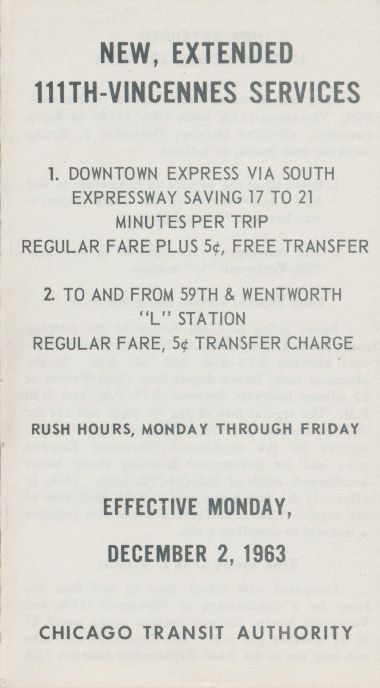 NEW, EXTENDED
111TH-VINCENNES SERVICES
1. DOWNTOWN EXPRESS VIA SOUTH
EXPRESSWAY SAVING 17 TO 21
MINUTES PER TRIP
REGULAR FARE PLUS 5¢, FREE TRANSFER
2. TO AND FROM 59TH & WENTWORTH
"L" STATION
REGULAR FARE, 5¢ TRANSFER CHARGE
RUSH HOURS, MONDAY THROUGH FRIDAY
EFFECTIVE MONDAY,
DECEMBER 2, 1963
CHICAGO TRANSIT AUTHORITY